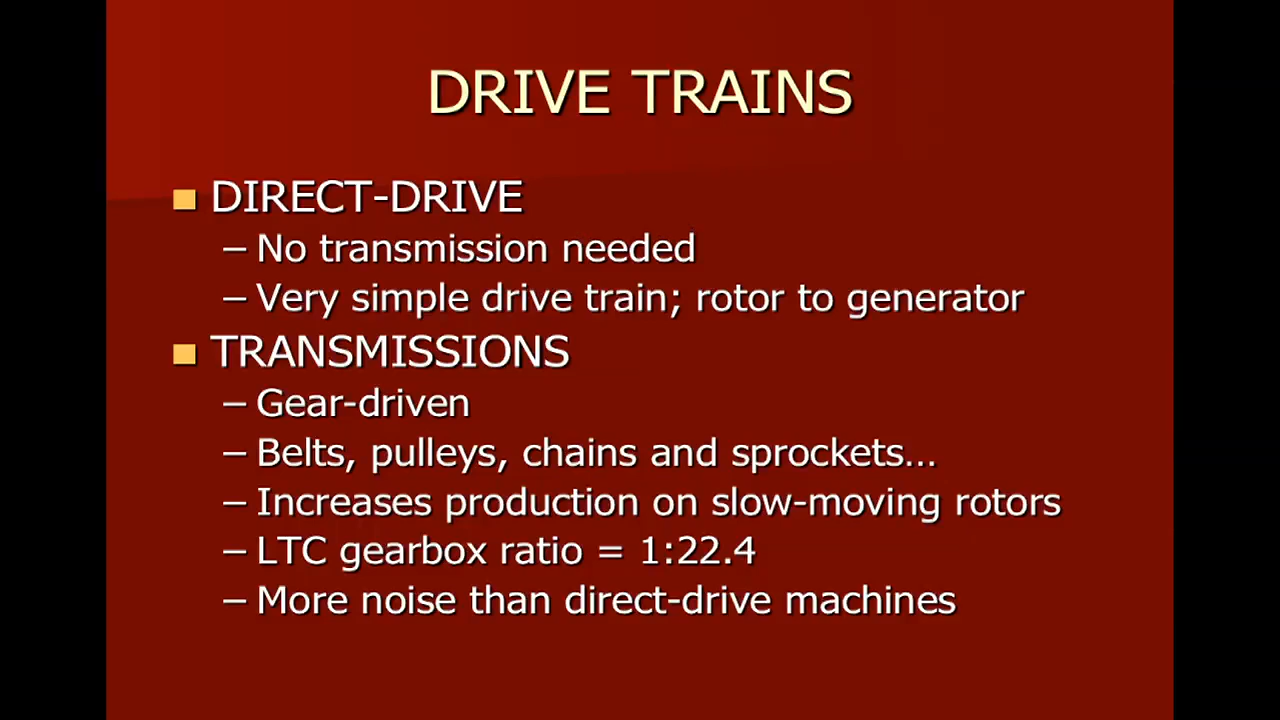 DRIVE TRAINS
■ DIRECT-DRIVE
– No transmission needed
– Very simple drive train; rotor to generator
■ TRANSMISSIONS
– Gear-driven
– Belts, pulleys, chains and sprockets…
– Increases production on slow-moving rotors
– LTC gearbox ratio = 1:22.4
– More noise than direct-drive machines